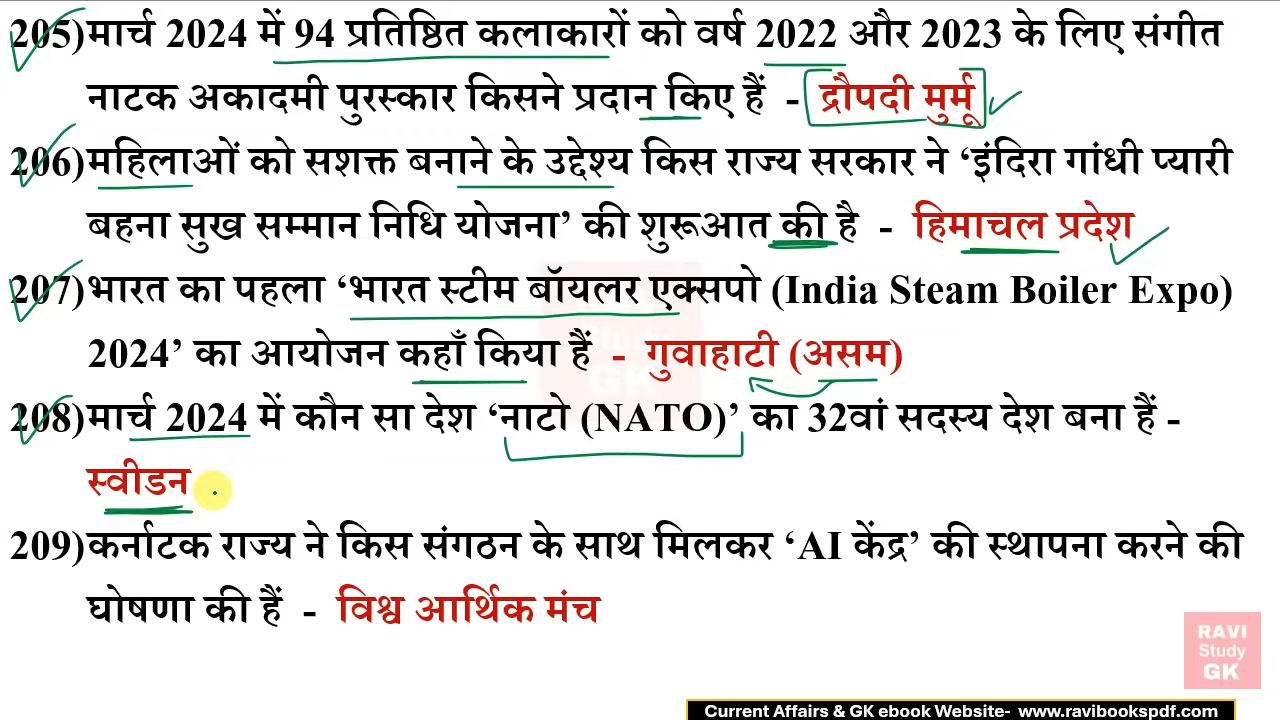 205)मार्च 2024 में 94 प्रतिष्ठित कलाकारों को वर्ष 2022 और 2023 के लिए संगीत
नाटक अकादमी पुरस्कार किसने प्रदान किए हैं - द्रौपदी मुर्मू
206)महिलाओं को सशक्त बनाने के उद्देश्य किस राज्य सरकार ने ‘इंदिरा गांधी प्यारी
बहना सुख सम्मान निधि योजना’ की शुरूआत की है - हिमाचल प्रदेश
207)भारत का पहला ‘भारत स्टीम बॉयलर एक्सपो (India Steam Boiler Expo)
2024’ का आयोजन कहाँ किया हैं - गुवाहाटी (असम)
208)मार्च 2024 में कौन सा देश ‘नाटो (NATO)’ का 32वां सदस्य देश बना हैं -
स्वीडन
209)कर्नाटक राज्य ने किस संगठन के साथ मिलकर ‘AI केंद्र’ की स्थापना करने की
घोषणा की हैं - विश्व आर्थिक मंच
RAVI
Study
GK
Current Affairs & GK ebook Website- www.ravibookspdf.com